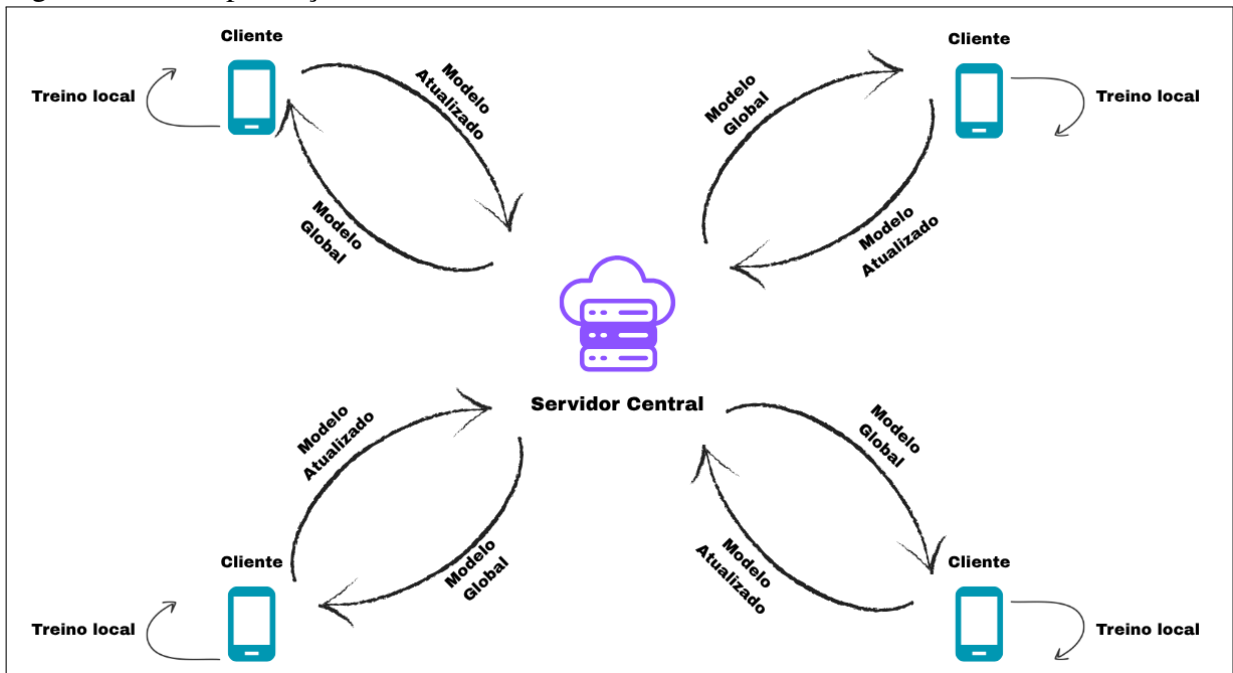 Cliente
Cliente
Treino local
Modelo
Atualizado
Modelo
Global
Treino local
Modelo
Global
Modelo
Atualizado
Servidor Central
Modelo
Atualizado
Modelo
Global
Modelo
Global
Modelo
Atualizado
Cliente
Cliente
Treino local
Treino local